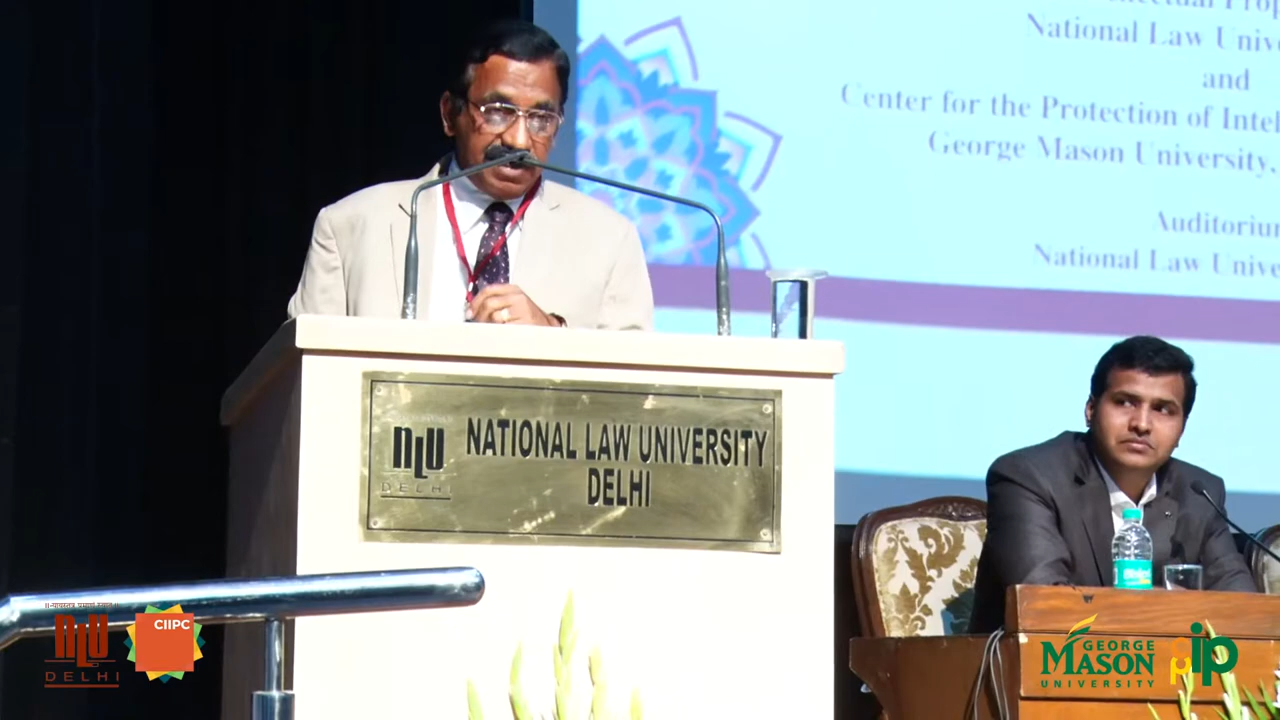 National Law Unive
and
Center for the Protection of Intel
George Mason University,
Auditoriun
National Law Unive
NLU
DELHI
NATIONAL LAW UNIVERSITY
DELHI
NLU
DELHI
CIIPC
GEORGE
MASON
UNIVERSITY
ip